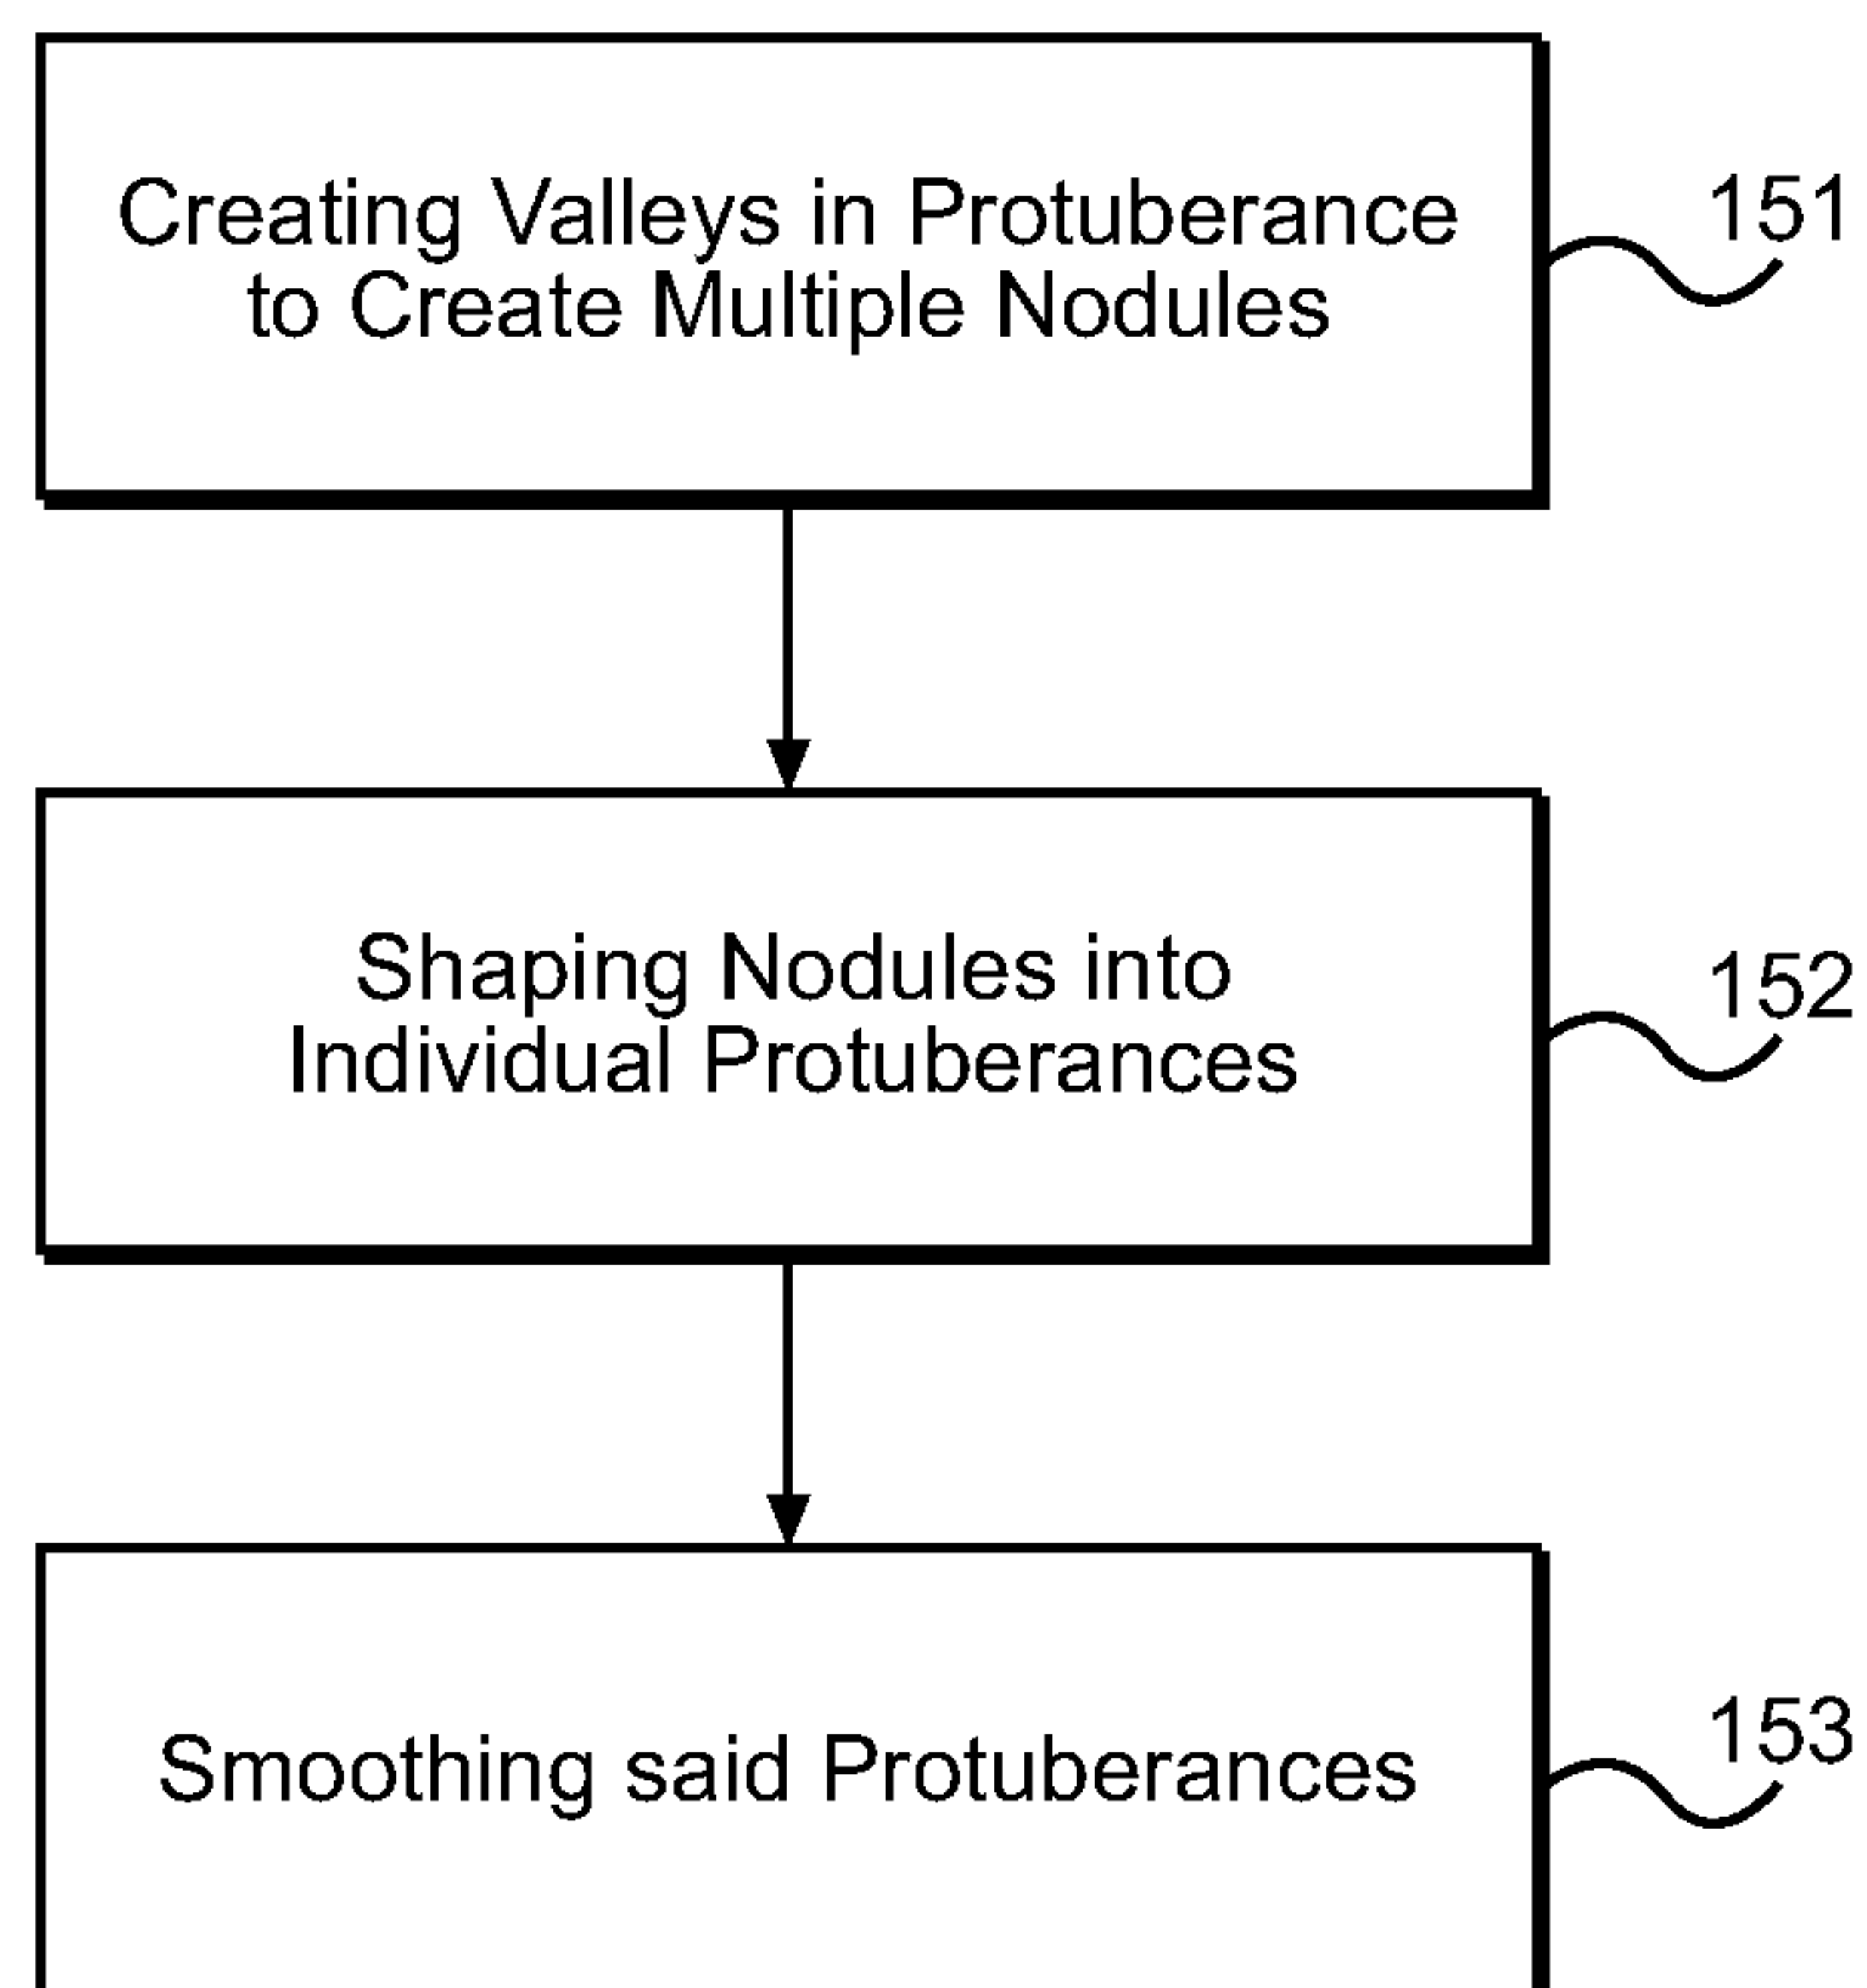 Creating Valleys in Protuberance
to Create Multiple Nodules
151
Shaping Nodules into
Individual Protuberances
152
Smoothing said Protuberances
153